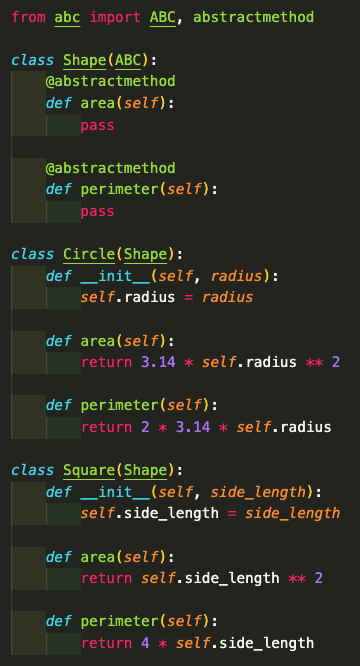 from abc import ABC, abstractmethod

class Shape(ABC):
    @abstractmethod
    def area(self):
        pass

    @abstractmethod
    def perimeter(self):
        pass

class Circle(Shape):
    def __init__(self, radius):
        self.radius = radius

    def area(self):
        return 3.14 * self.radius ** 2

    def perimeter(self):
        return 2 * 3.14 * self.radius

class Square(Shape):
    def __init__(self, side_length):
        self.side_length = side_length

    def area(self):
        return self.side_length ** 2

    def perimeter(self):
        return 4 * self.side_length